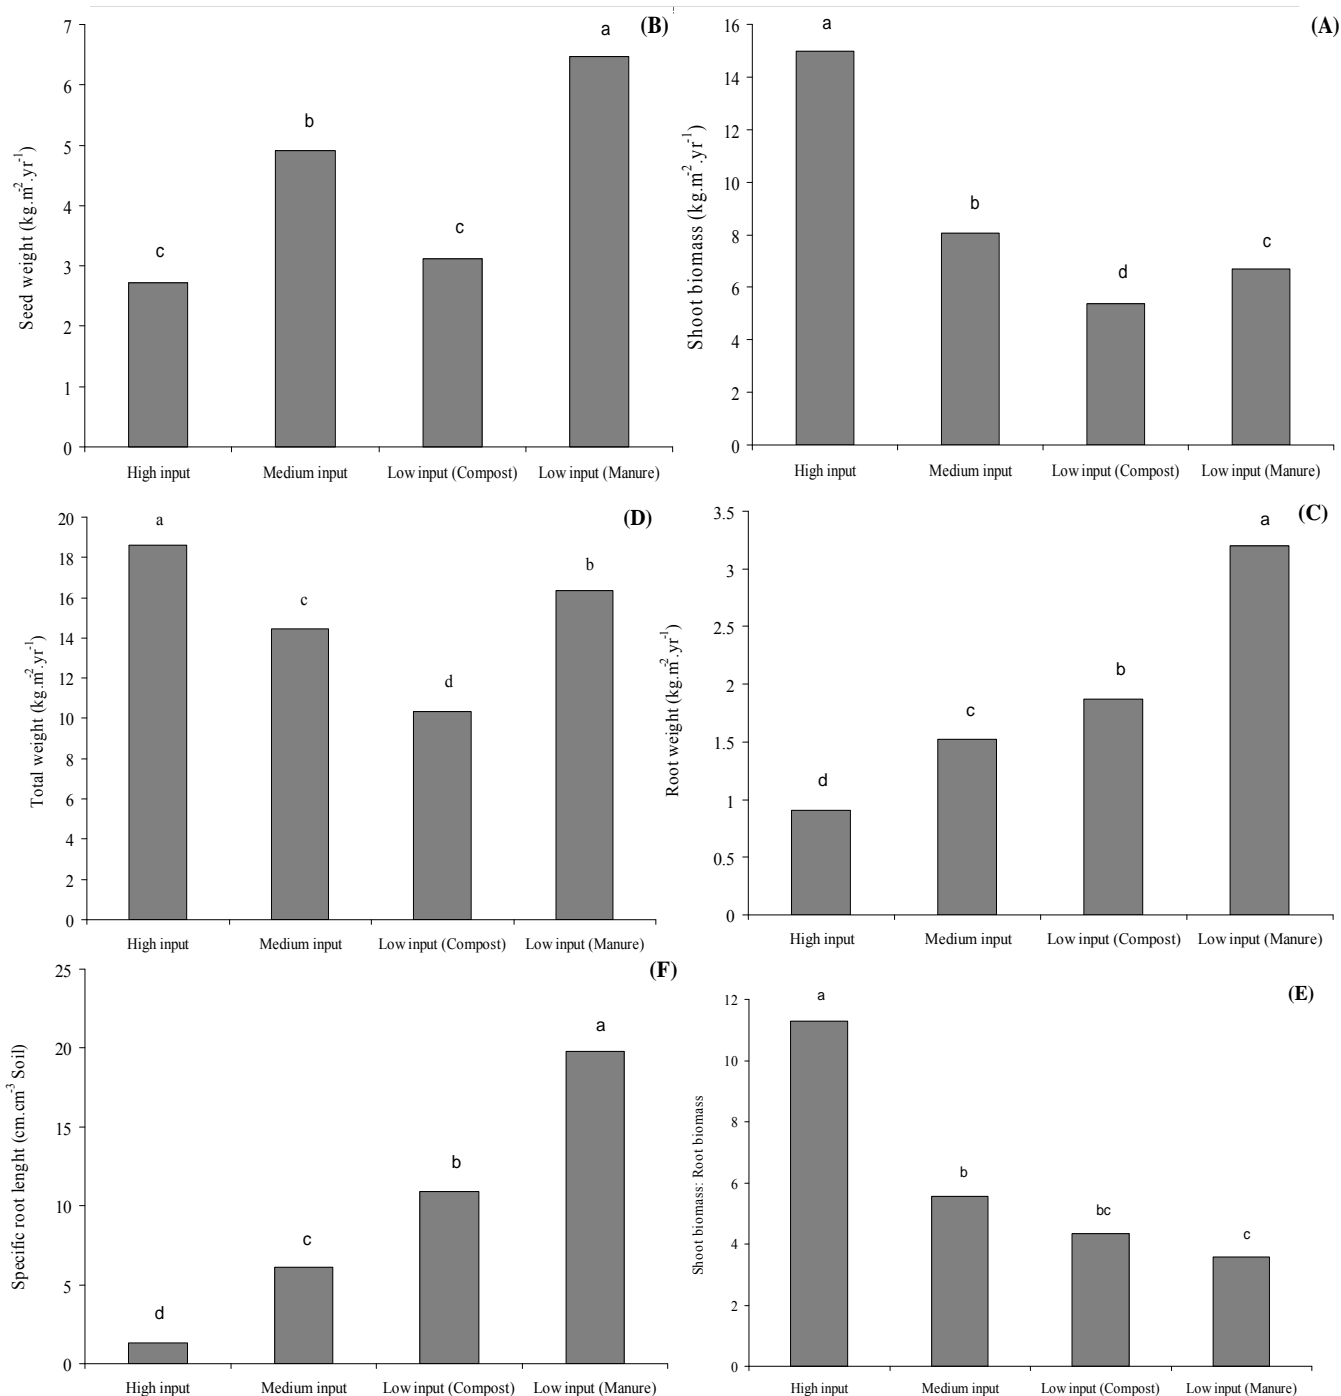 (B)
Seed weight (kg.m⁻².yr⁻¹)
7
6
5
4
3
2
1
0
c
b
c
a
High input
Medium input
Low input (Compost)
Low input (Manure)
(A)
Shoot biomass (kg.m⁻².yr⁻¹)
16
14
12
10
8
6
4
2
0
a
b
d
c
High input
Medium input
Low input (Compost)
Low input (Manure)
(D)
Total weight (kg.m⁻².yr⁻¹)
20
18
16
14
12
10
8
6
4
2
0
a
c
d
b
High input
Medium input
Low input (Compost)
Low input (Manure)
(C)
Root weight (kg.m⁻².yr⁻¹)
3.5
3
2.5
2
1.5
1
0.5
0
d
c
b
a
High input
Medium input
Low input (Compost)
Low input (Manure)
(F)
Specific root lenght (cm.cm⁻³ Soil)
25
20
15
10
5
0
d
c
b
a
High input
Medium input
Low input (Compost)
Low input (Manure)
(E)
Shoot biomass: Root biomass
12
10
8
6
4
2
0
a
b
bc
c
High input
Medium input
Low input (Compost)
Low input (Manure)